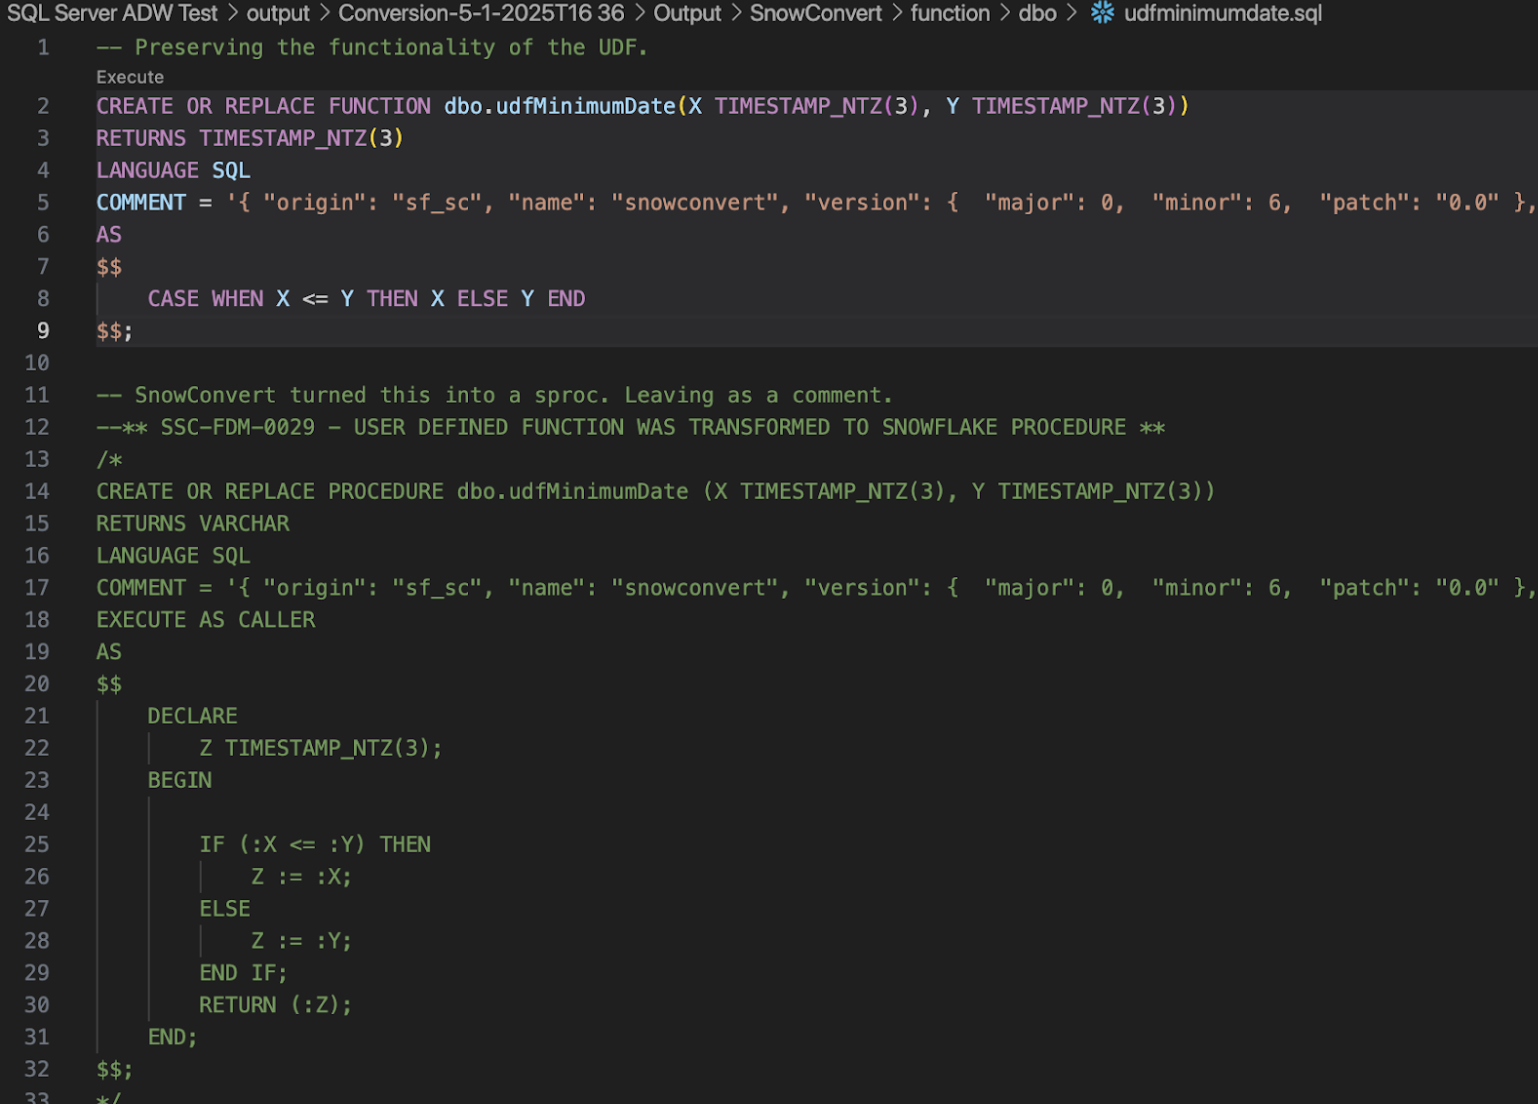 SQL Server ADW Test > output > Conversion-5-1-2025T16 36 > Output > SnowConvert > function > dbo > udfminimumdate.sql
1 -- Preserving the functionality of the UDF.
Execute
2 CREATE OR REPLACE FUNCTION dbo.udfMinimumDate(X TIMESTAMP_NTZ(3), Y TIMESTAMP_NTZ(3))
3 RETURNS TIMESTAMP_NTZ(3)
4 LANGUAGE SQL
5 COMMENT = '{ "origin": "sf_sc", "name": "snowconvert", "version": {  "major": 0,  "minor": 6,  "patch": "0.0" },
6 AS
7 $$
8     CASE WHEN X <= Y THEN X ELSE Y END
9 $$;
10
11 -- SnowConvert turned this into a sproc. Leaving as a comment.
12 --** SSC-FDM-0029 - USER DEFINED FUNCTION WAS TRANSFORMED TO SNOWFLAKE PROCEDURE **
13 /*
14 CREATE OR REPLACE PROCEDURE dbo.udfMinimumDate (X TIMESTAMP_NTZ(3), Y TIMESTAMP_NTZ(3))
15 RETURNS VARCHAR
16 LANGUAGE SQL
17 COMMENT = '{ "origin": "sf_sc", "name": "snowconvert", "version": {  "major": 0,  "minor": 6,  "patch": "0.0" },
18 EXECUTE AS CALLER
19 AS
20 $$
21     DECLARE
22         Z TIMESTAMP_NTZ(3);
23     BEGIN
24
25         IF (:X <= :Y) THEN
26             Z := :X;
27         ELSE
28             Z := :Y;
29         END IF;
30         RETURN (:Z);
31     END;
32 $$;
33 */